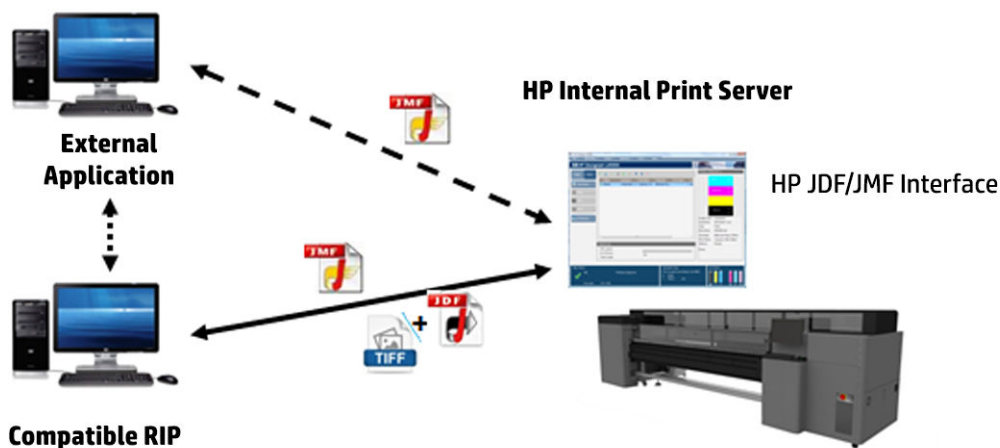 JMF
HP Internal Print Server
External
Application
HP JDF/JMF Interface
JMF
JDF
+
TIFF
Compatible RIP